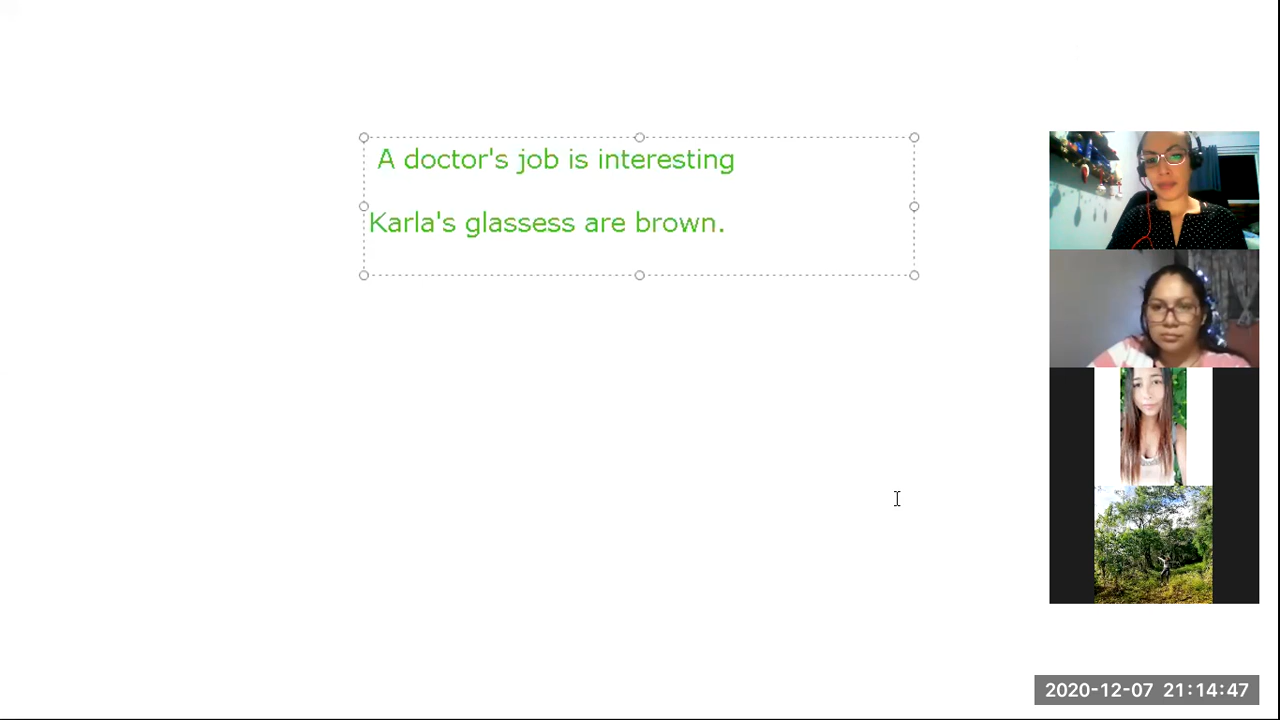 A doctor's job is interesting
Karla's glassess are brown.
2020-12-07 21:14:47